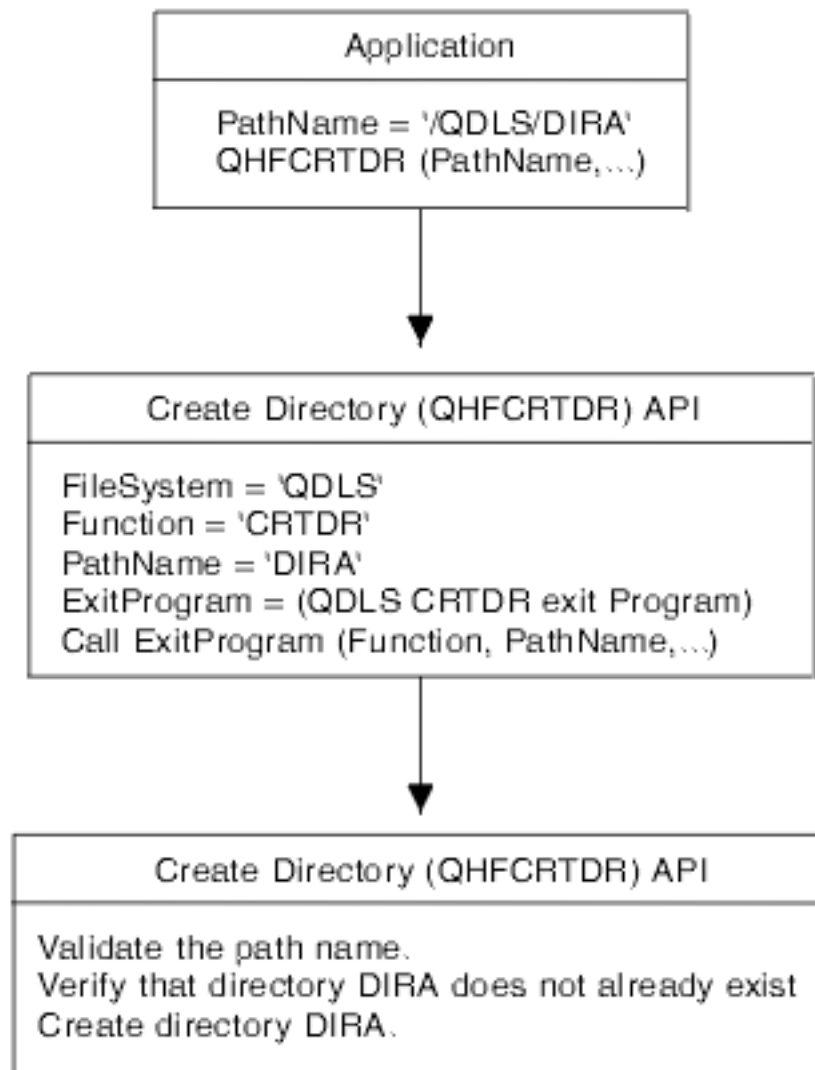 Application
PathName = '/QDLS/DIRA'
QHFCRTDR (PathName,...)
Create Directory (QHFCRTDR) API
FileSystem = 'QDLS'
Function = 'CRTDR'
PathName = 'DIRA'
ExitProgram = (QDLS CRTDR exit Program)
Call ExitProgram (Function, PathName,...)
Create Directory (QHFCRTDR) API
Validate the path name.
Verify that directory DIRA does not already exist
Create directory DIRA.